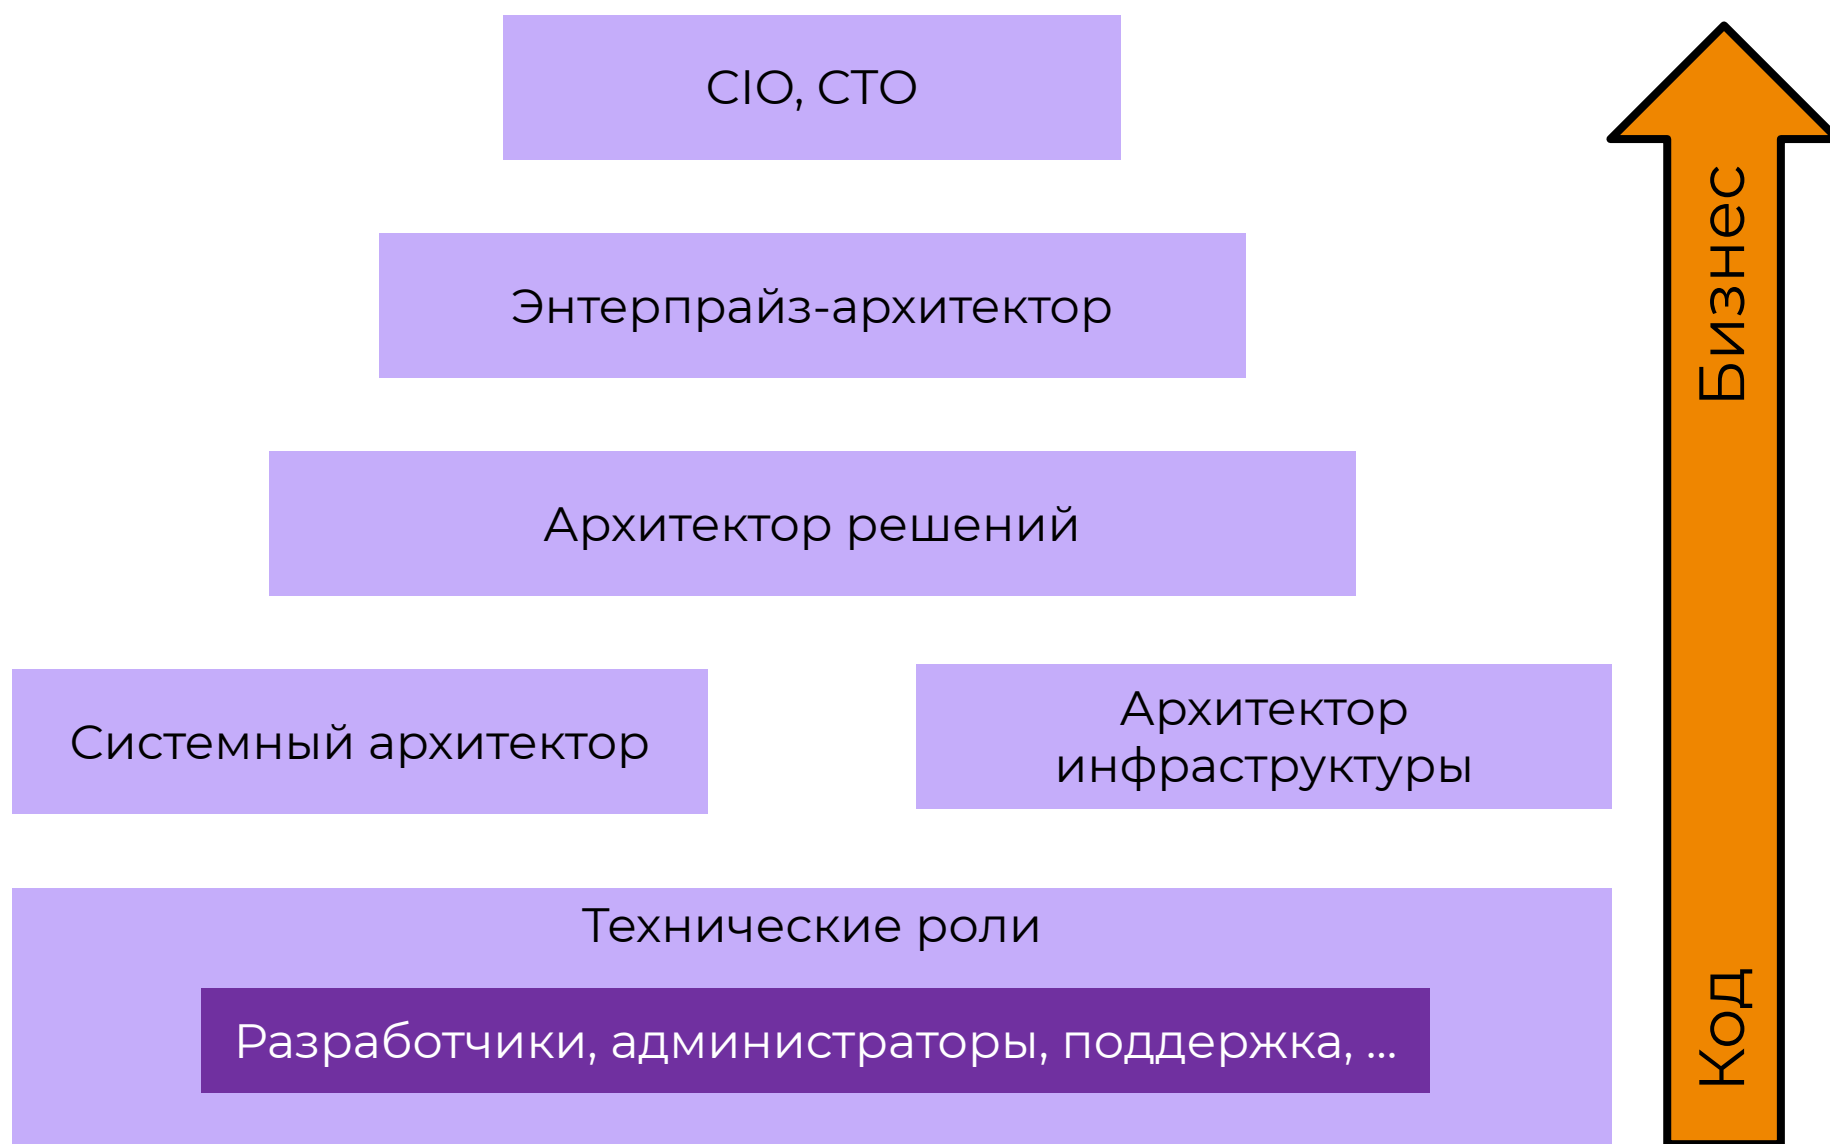 CIO, CTO
Энтерпрайз-архитектор
Архитектор решений
Системный архитектор
Архитектор
инфраструктуры
Технические роли
Разработчики, администраторы, поддержка, ...
Бизнес
Код